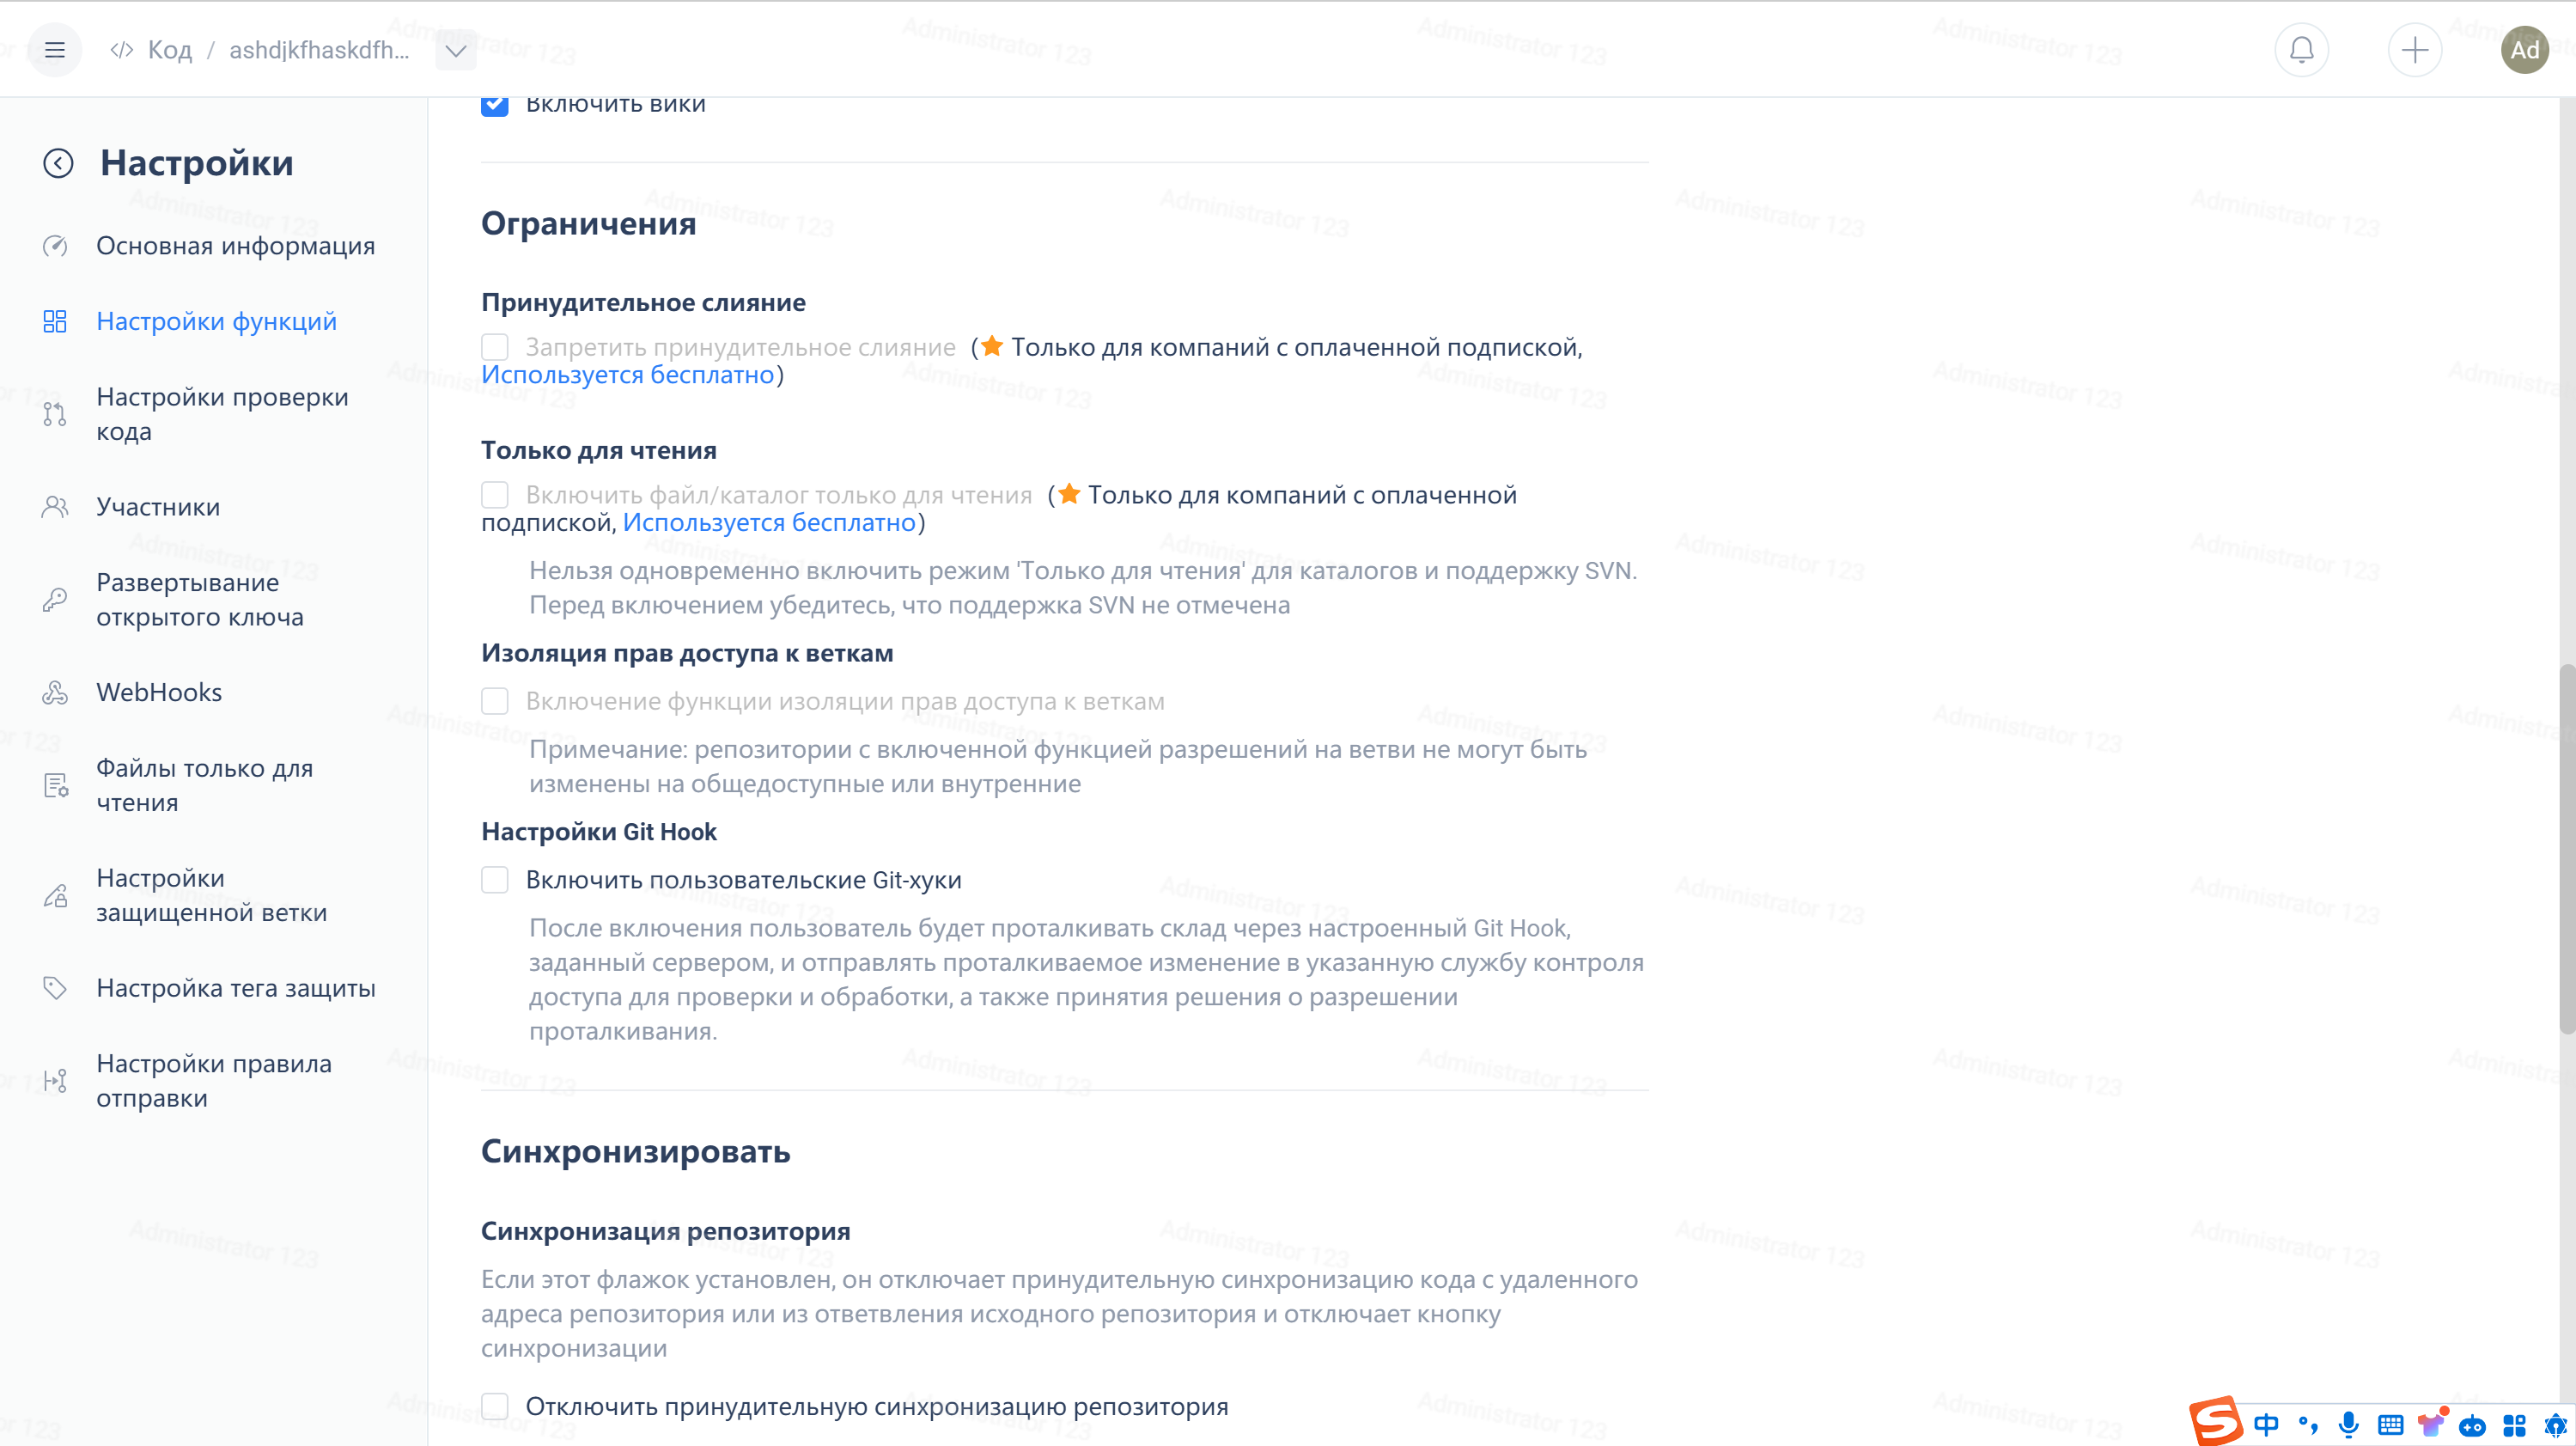 Код / ashdjkfhaskdfh...
Ad
Настройки
Основная информация
Настройки функций
Настройки проверки
кода
Участники
Развертывание
открытого ключа
WebHooks
Файлы только для
чтения
Настройки
защищенной ветки
Настройка тега защиты
Настройки правила
отправки
Включить вики
Ограничения
Принудительное слияние
Запретить принудительное слияние (⭐ Только для компаний с оплаченной подпиской,
Используется бесплатно)
Только для чтения
Включить файл/каталог только для чтения (⭐ Только для компаний с оплаченной
подпиской, Используется бесплатно)
Нельзя одновременно включить режим 'Только для чтения' для каталогов и поддержку SVN.
Перед включением убедитесь, что поддержка SVN не отмечена
Изоляция прав доступа к веткам
Включение функции изоляции прав доступа к веткам
Примечание: репозитории с включенной функцией разрешений на ветви не могут быть
изменены на общедоступные или внутренние
Настройки Git Hook
Включить пользовательские Git-хуки
После включения пользователь будет проталкивать склад через настроенный Git Hook,
заданный сервером, и отправлять проталкиваемое изменение в указанную службу контроля
доступа для проверки и обработки, а также принятия решения о разрешении
проталкивания.
Синхронизировать
Синхронизация репозитория
Если этот флажок установлен, он отключает принудительную синхронизацию кода с удаленного
адреса репозитория или из ответвления исходного репозитория и отключает кнопку
синхронизации
Отключить принудительную синхронизацию репозитория
中
Administrator 123